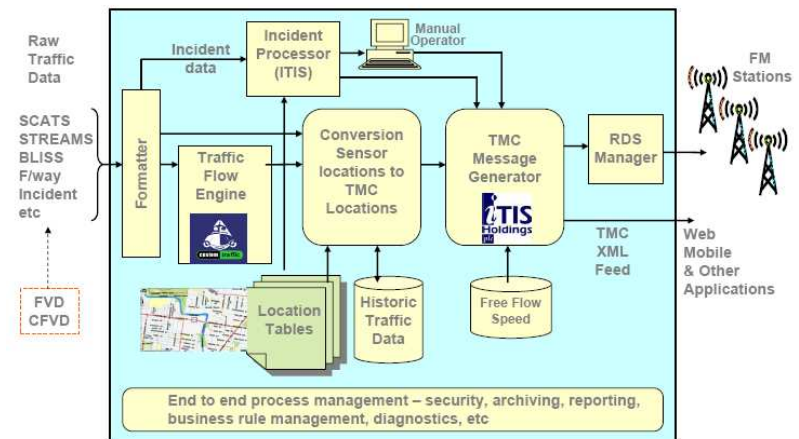 Raw
Traffic
Data
SCATS
STREAMS
BLISS
F/way
Incident
etc
FVD
CFVD
Formatter
Incident
data
Incident
Processor
(ITIS)
Manual
Operator
Traffic
Flow
Engine
Conversion
Sensor
locations to
TMC
Locations
TMC
Message
Generator
iTIS
Holdings
plc
RDS
Manager
FM
Stations
TMC
XML
Feed
Web
Mobile
& Other
Applications
Location
Tables
Historic
Traffic
Data
Free Flow
Speed
End to end process management – security, archiving, reporting,
business rule management, diagnostics, etc